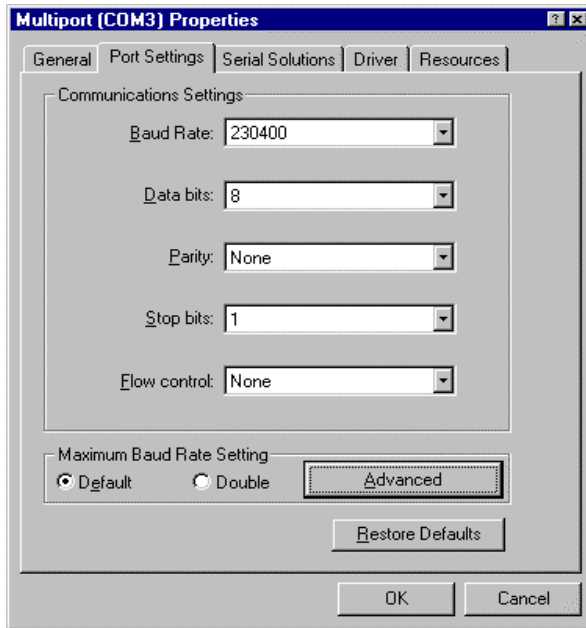 Multiport (COM3) Properties
General Port Settings Serial Solutions Driver Resources
Communications Settings
Baud Rate: 230400
Data bits: 8
Parity: None
Stop bits: 1
Flow control: None
Maximum Baud Rate Setting
Default Double Advanced
Restore Defaults
OK Cancel